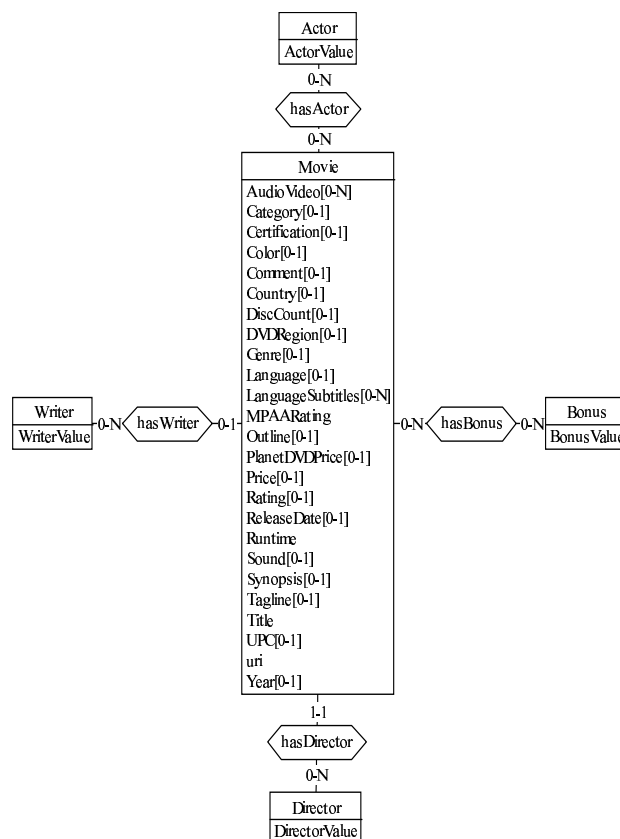 Actor
ActorValue
0-N
hasActor
0-N
Movie
AudioVideo[0-N]
Category[0-1]
Certification[0-1]
Color[0-1]
Comment[0-1]
Country[0-1]
DiscCount[0-1]
DVDRegion[0-1]
Genre[0-1]
Language[0-1]
LanguageSubtitles[0-N]
MPAARating
Outline[0-1]
PlanetDVDPrice[0-1]
Price[0-1]
Rating[0-1]
ReleaseDate[0-1]
Runtime
Sound[0-1]
Synopsis[0-1]
Tagline[0-1]
Title
UPC[0-1]
uri
Year[0-1]
Writer
WriterValue
0-N
hasWriter
0-1
0-N
hasBonus
0-N
Bonus
BonusValue
1-1
hasDirector
0-N
Director
DirectorValue